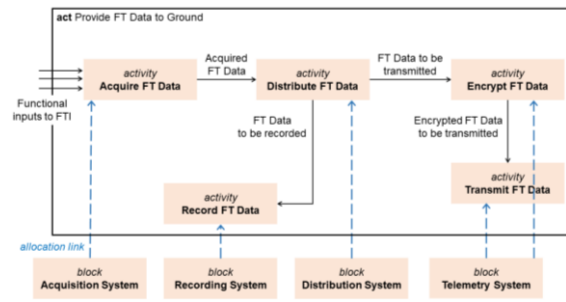 act Provide FT Data to Ground
activity
Acquire FT Data
Acquired
FT Data
activity
Distribute FT Data
FT Data to be
transmitted
activity
Encrypt FT Data
Functional
inputs to FTI
FT Data
to be recorded
Encrypted FT Data
to be transmitted
activity
Record FT Data
activity
Transmit FT Data
allocation link
block
Acquisition System
block
Recording System
block
Distribution System
block
Telemetry System